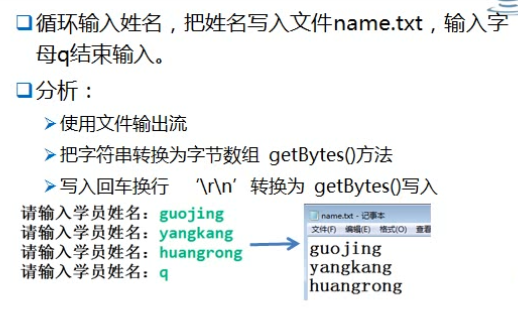 循环输入姓名，把姓名写入文件name.txt，输入字
母q结束输入。
分析：
使用文件输出流
把字符串转换为字节数组 getBytes()方法
写入回车换行 ‘\r\n’转换为 getBytes()写入
请输入学员姓名：guojing
请输入学员姓名：yangkang
请输入学员姓名：huangrong
请输入学员姓名：q
name.txt - 记事本
文件(F) 编辑(E) 格式(O) 查看
guojing
yangkang
huangrong